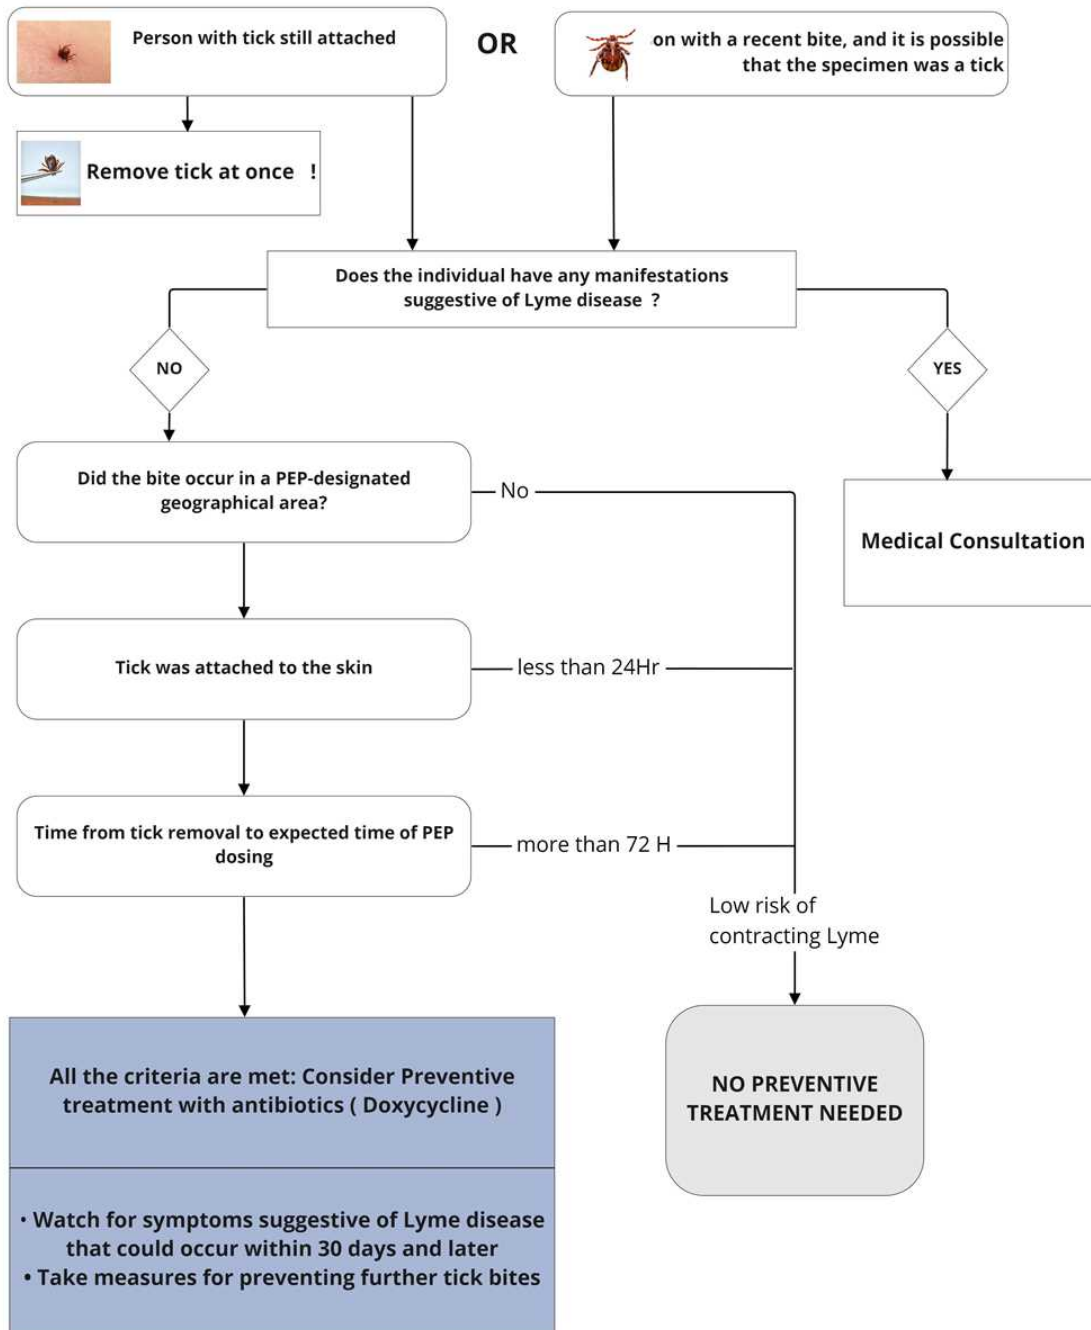 Person with tick still attached
OR
on with a recent bite, and it is possible
that the specimen was a tick
Remove tick at once !
Does the individual have any manifestations
suggestive of Lyme disease ?
NO
YES
Did the bite occur in a PEP-designated
geographical area?
No
Medical Consultation
Tick was attached to the skin
less than 24Hr
Time from tick removal to expected time of PEP
dosing
more than 72 H
Low risk of
contracting Lyme
All the criteria are met: Consider Preventive
treatment with antibiotics ( Doxycycline )
NO PREVENTIVE
TREATMENT NEEDED
• Watch for symptoms suggestive of Lyme disease
that could occur within 30 days and later
• Take measures for preventing further tick bites